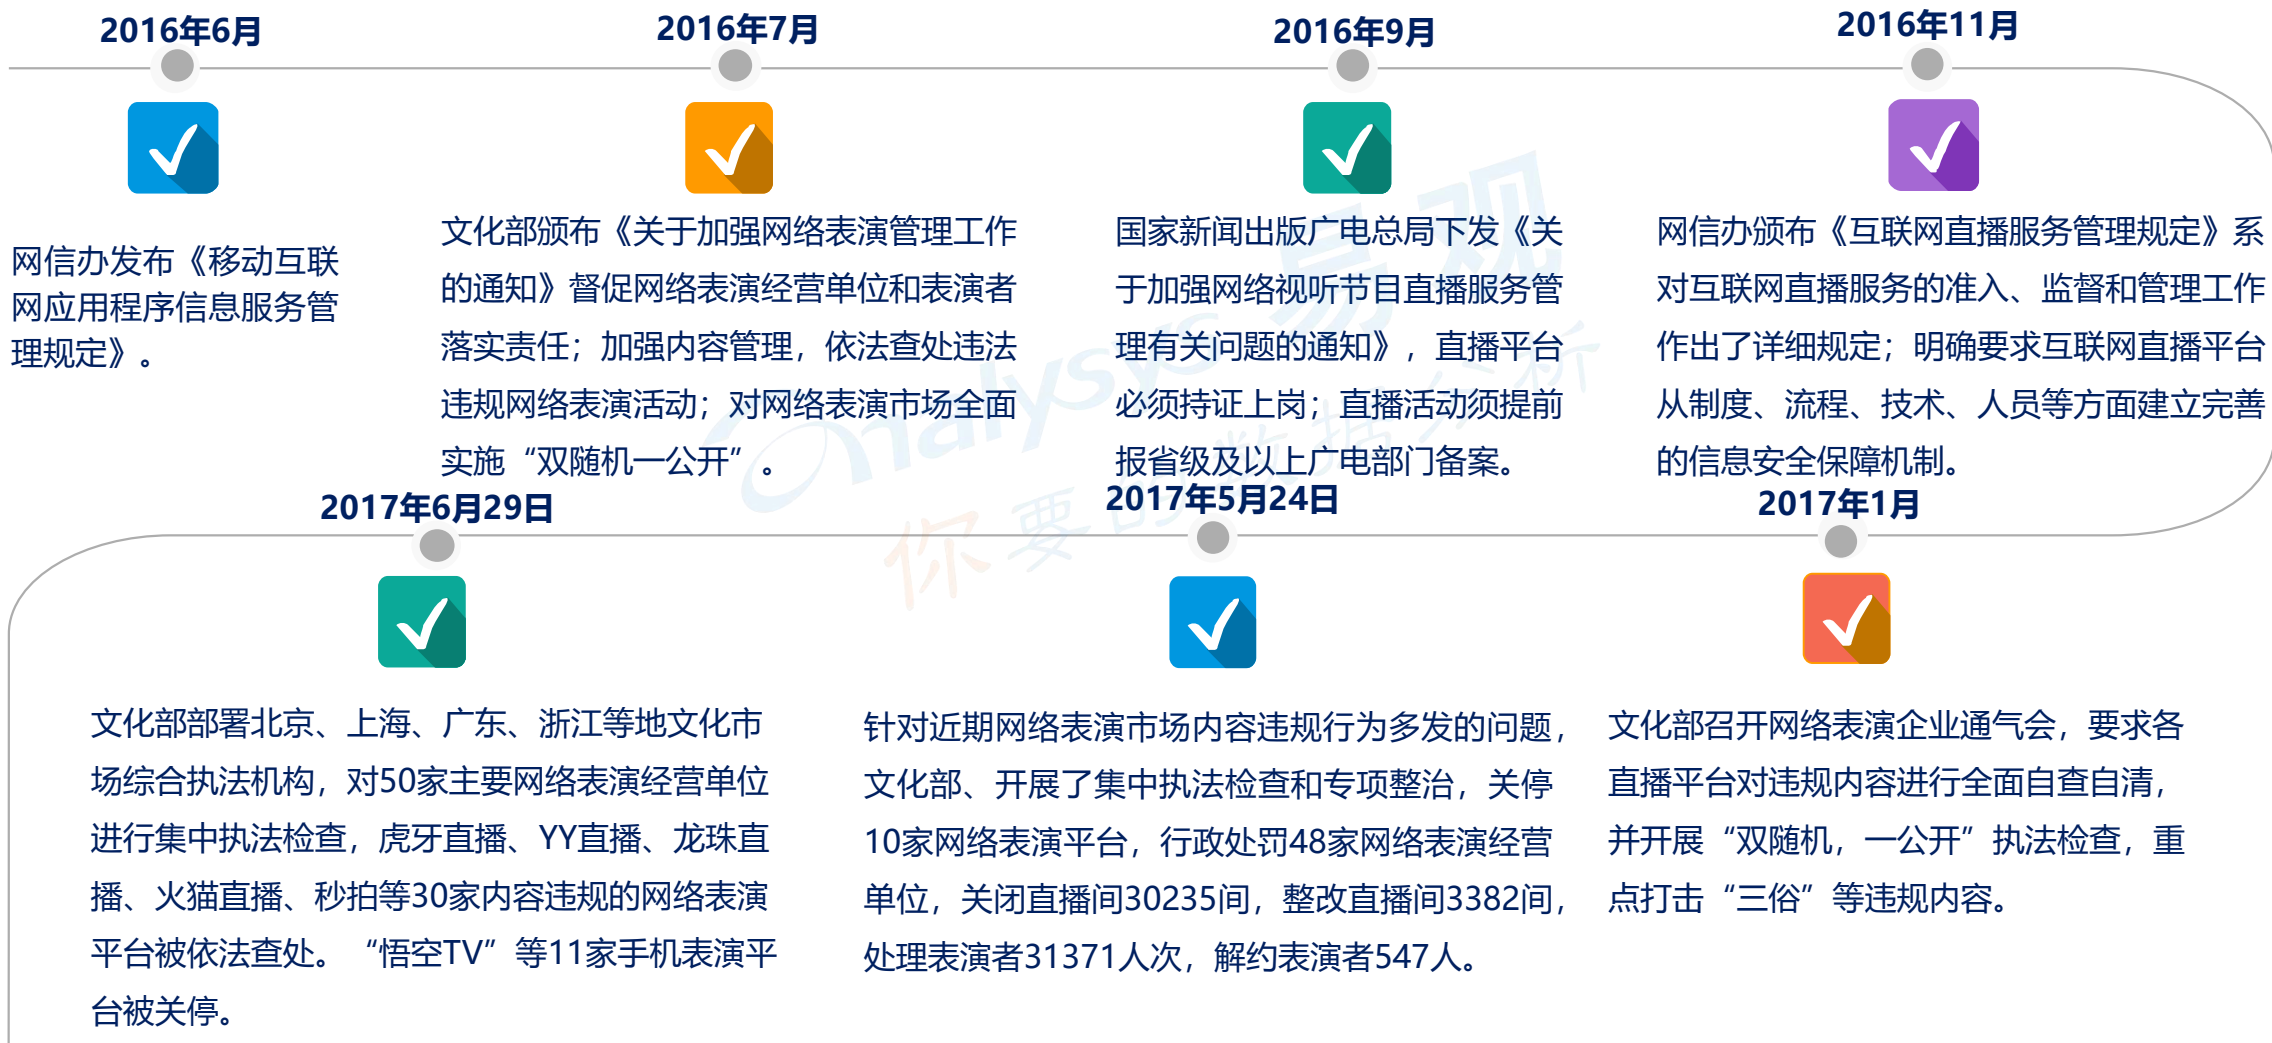 2016年6月
网信办发布《移动互联
网应用程序信息服务管
理规定》。
2016年7月
文化部颁布《关于加强网络表演管理工作
的通知》督促网络表演经营单位和表演者
落实责任；加强内容管理，依法查处违法
违规网络表演活动；对网络表演市场全面
实施“双随机一公开”。
2016年9月
国家新闻出版广电总局下发《关
于加强网络视听节目直播服务管
理有关问题的通知》，直播平台
必须持证上岗；直播活动须提前
报省级及以上广电部门备案。
2016年11月
网信办颁布《互联网直播服务管理规定》系
对互联网直播服务的准入、监督和管理工作
作出了详细规定；明确要求互联网直播平台
从制度、流程、技术、人员等方面建立完善
的信息安全保障机制。
2017年1月
文化部召开网络表演企业通气会，要求各
直播平台对违规内容进行全面自查自清，
并开展“双随机，一公开”执法检查，重
点打击“三俗”等违规内容。
2017年5月24日
针对近期网络表演市场内容违规行为多发的问题，
文化部、开展了集中执法检查和专项整治，关停
10家网络表演平台，行政处罚48家网络表演经营
单位，关闭直播间30235间，整改直播间3382间，
处理表演者31371人次，解约表演者547人。
2017年6月29日
文化部部署北京、上海、广东、浙江等地文化市
场综合执法机构，对50家主要网络表演经营单位
进行集中执法检查，虎牙直播、YY直播、龙珠直
播、火猫直播、秒拍等30家内容违规的网络表演
平台被依法查处。“悟空TV”等11家手机表演平
台被关停。
Analysys 易观
你要的数据分析